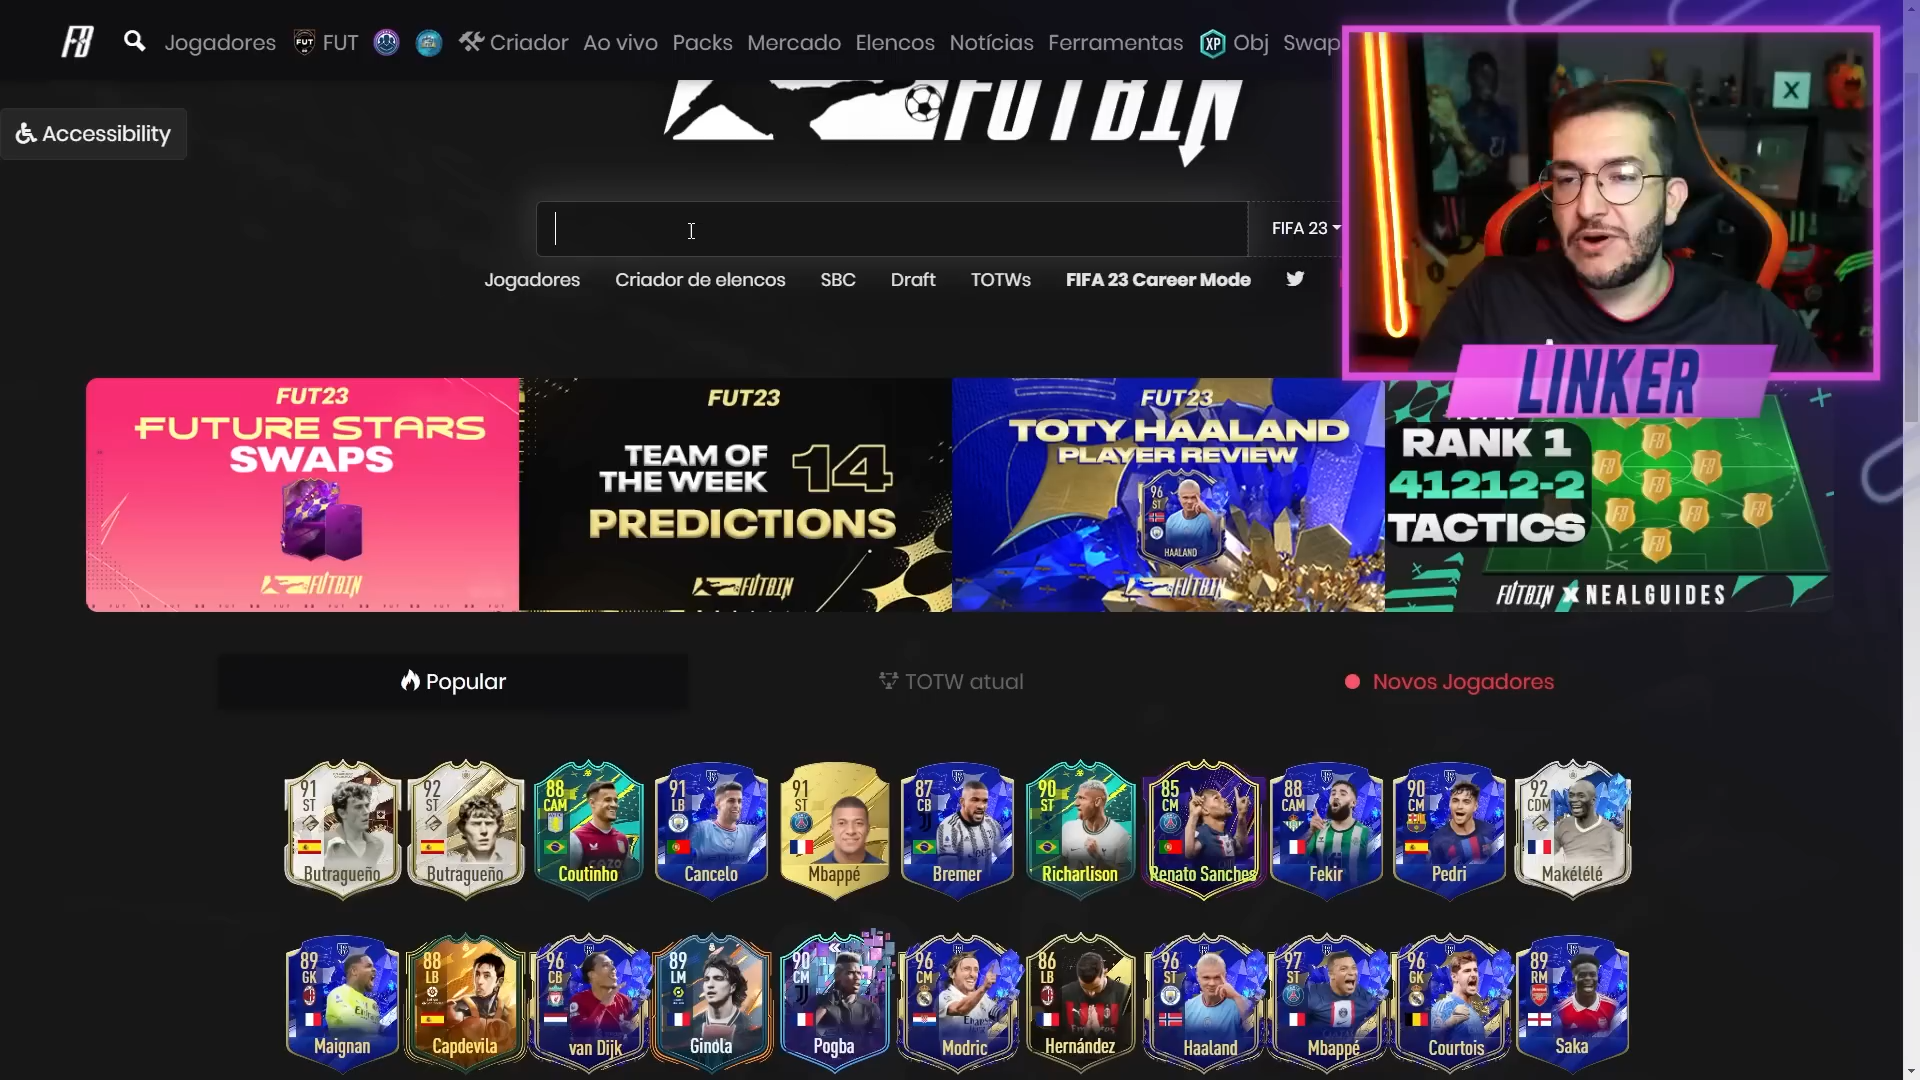 Jogadores FUT Criador Ao vivo Packs Mercado Elencos Notícias Ferramentas XP Obj Swap
X
Accessibility
FUTBIN
FIFA 23
Jogadores Criador de elencos SBC Draft TOTWs FIFA 23 Career Mode
LINKER
FUT23
FUTURE STARS
SWAPS
FUTBIN
FUT23
TEAM OF
THE WEEK
14
PREDICTIONS
FUTBIN
FUT23
TOTY HAALAND
PLAYER REVIEW
96
ST
HAALAND
FUTBIN
RANK 1
41212-2
TACTICS
FUTBIN X NEALGUIDES
Popular
TOTW atual
Novos Jogadores
91
ST
Butragueño
92
ST
Butragueño
88
CAM
Coutinho
91
LB
Cancelo
91
ST
Mbappé
87
CB
Bremer
90
ST
Richarlison
85
CM
Renato Sanches
88
CAM
Fekir
90
CM
Pedri
92
CDM
Makélélé
89
GK
Maignan
88
LB
Capdevila
96
CB
van Dijk
89
LM
Ginola
90
CM
Pogba
96
CM
Modric
86
LB
Hernández
96
ST
Haaland
97
ST
Mbappé
96
GK
Courtois
89
RM
Saka